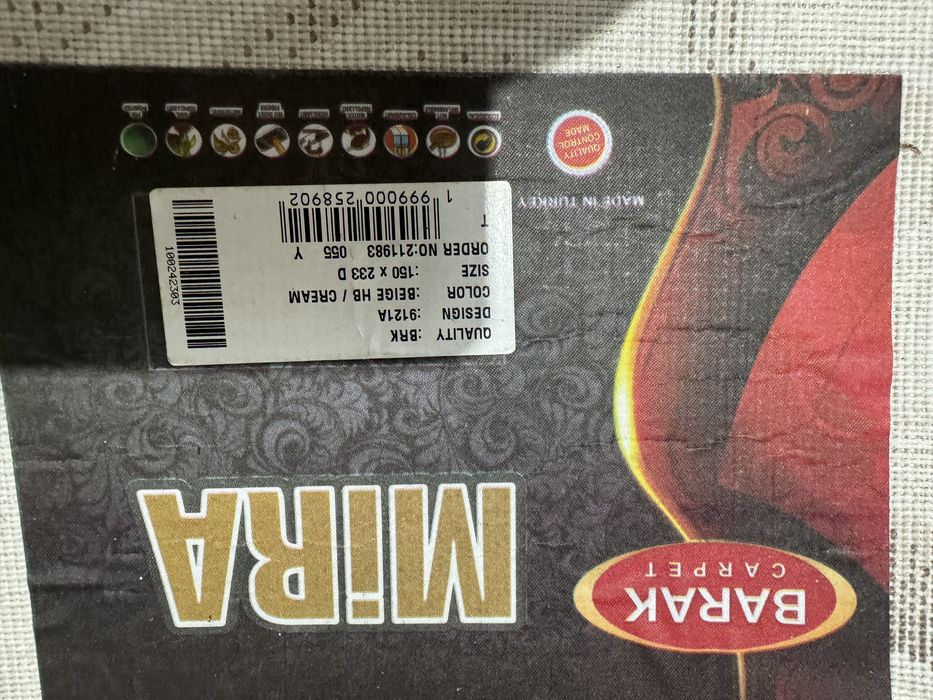 BARAK
CARPET
MiRA
QUALITY :BRK
DESIGN :9121A
COLOR :BEIGE HB / CREAM
SIZE :150 x 233 D
ORDER NO:211983 055 Y
T
1 999000 258902
100242303
MADE IN TURKEY
QUALITY
CONTROL
MADE